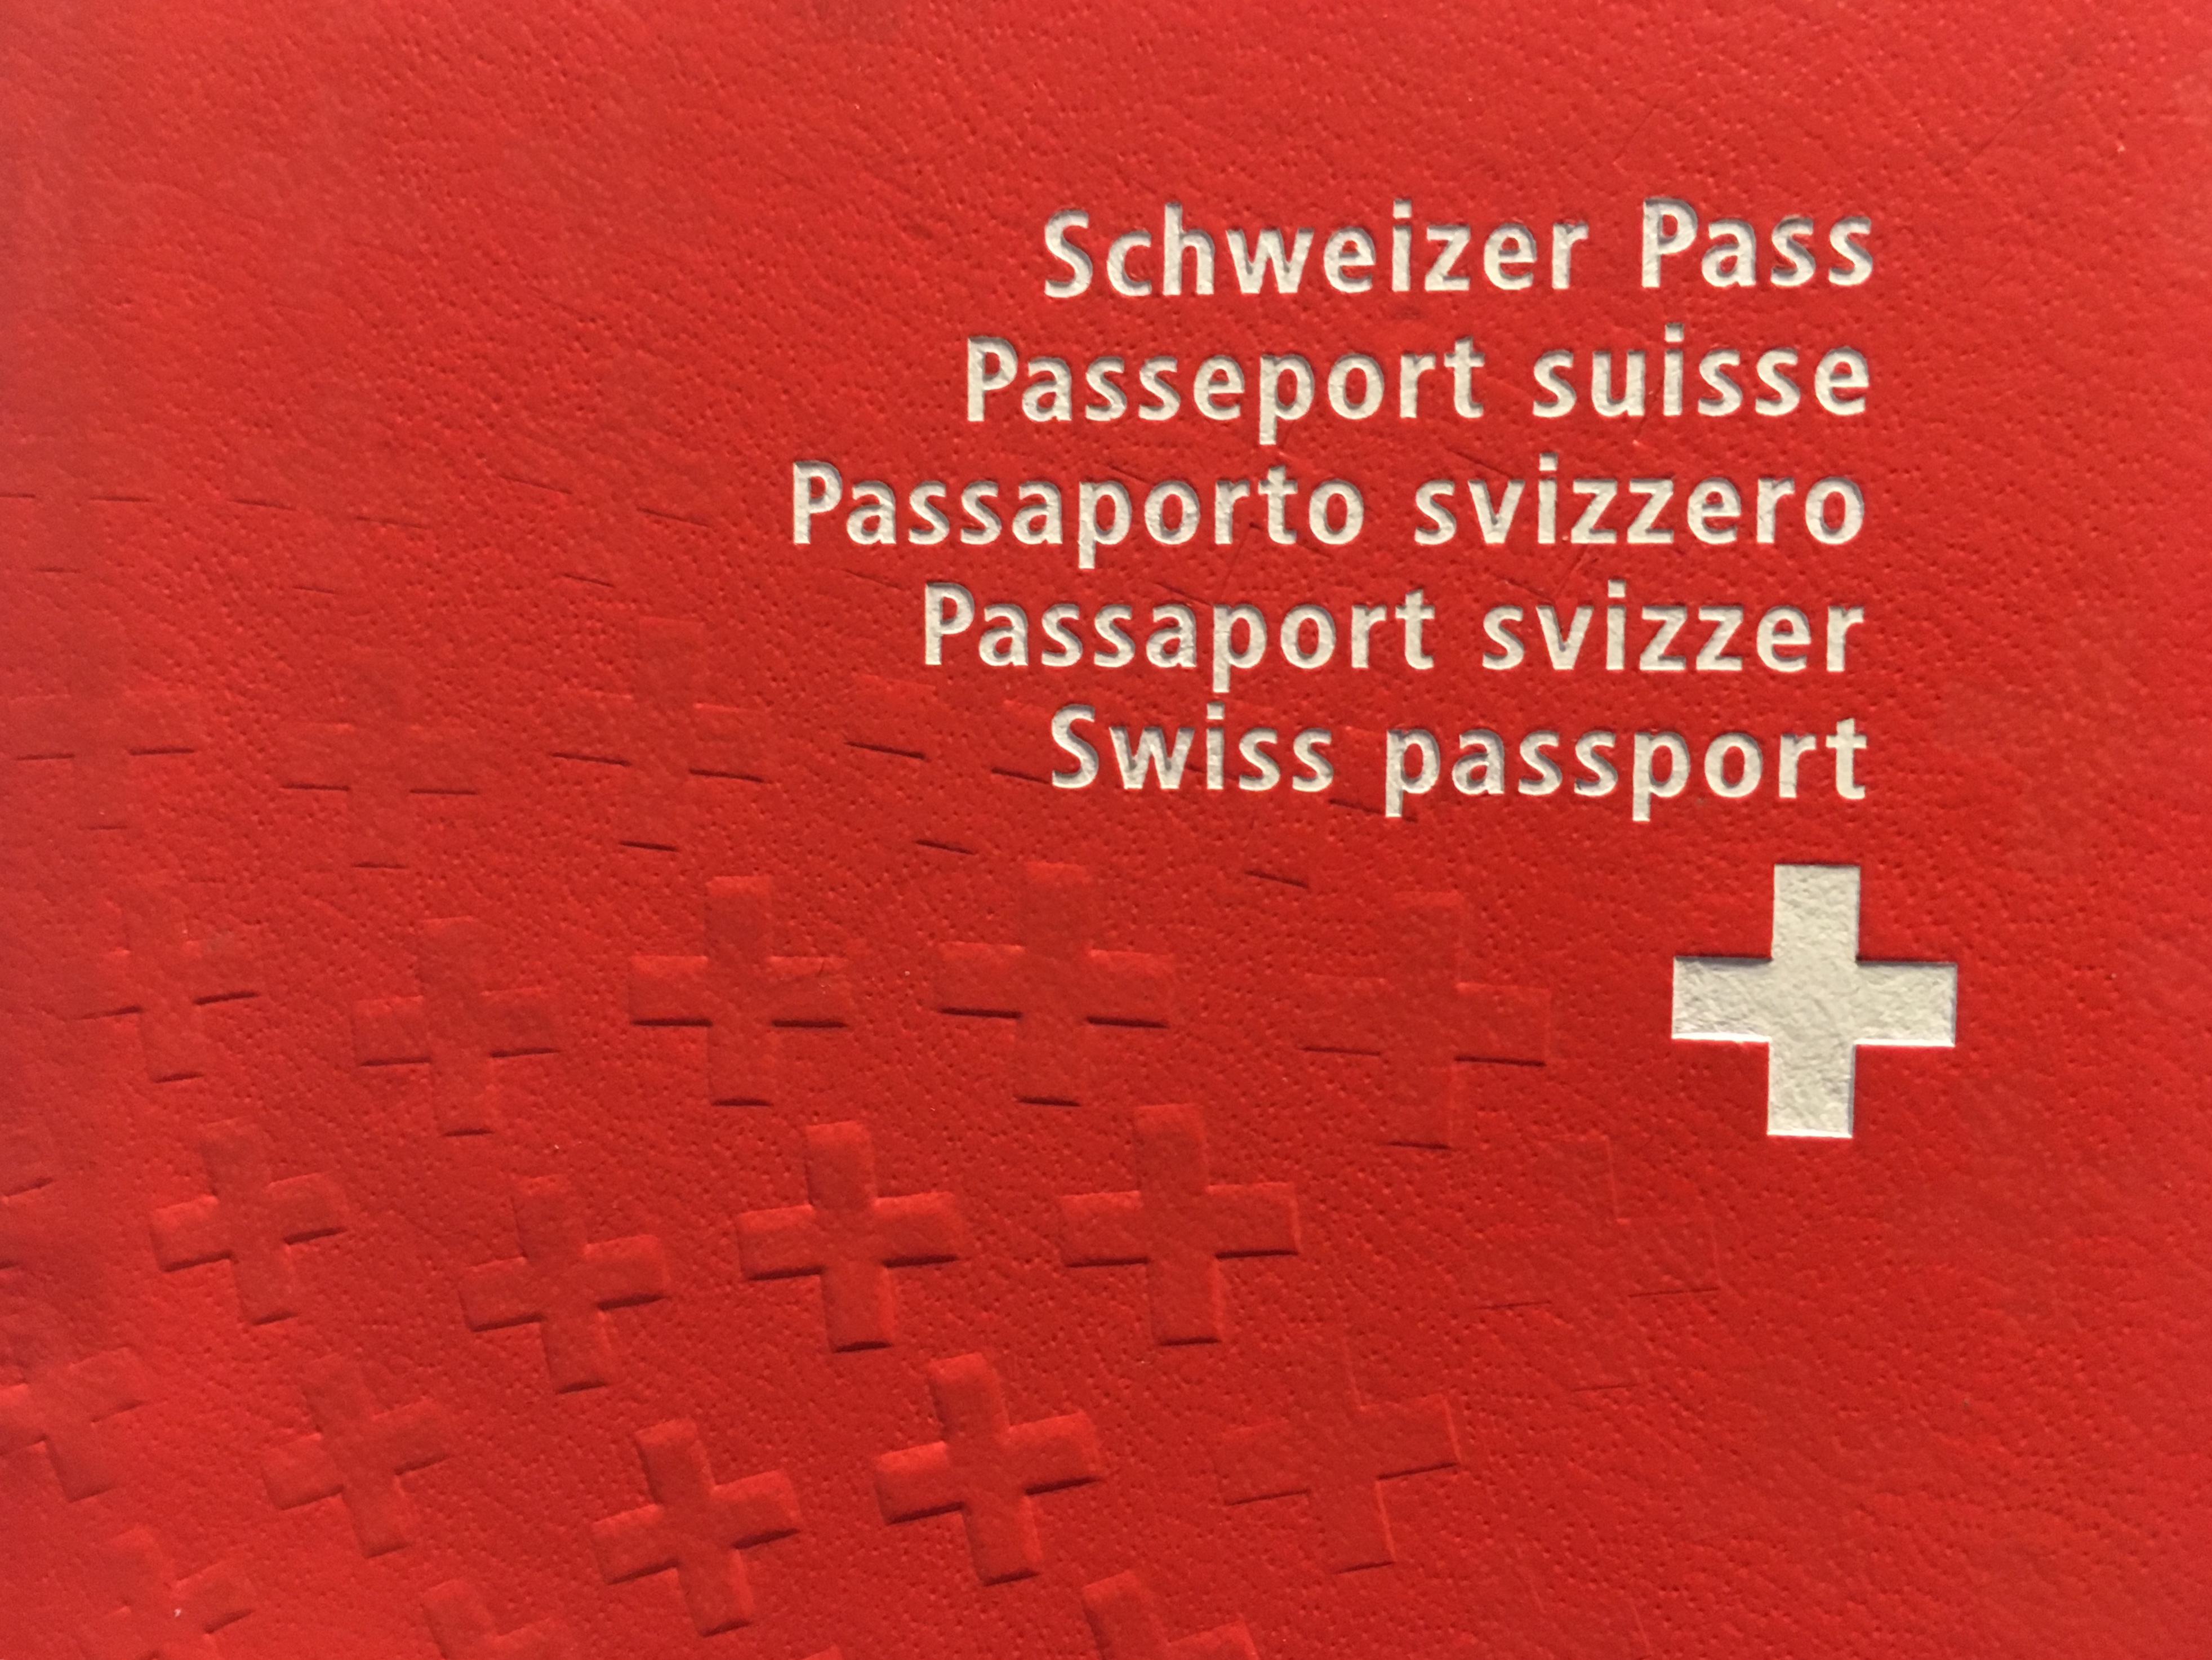 Schweizer Pass
Passeport suisse
Passaporto svizzero
Passaport svizzer
Swiss passport